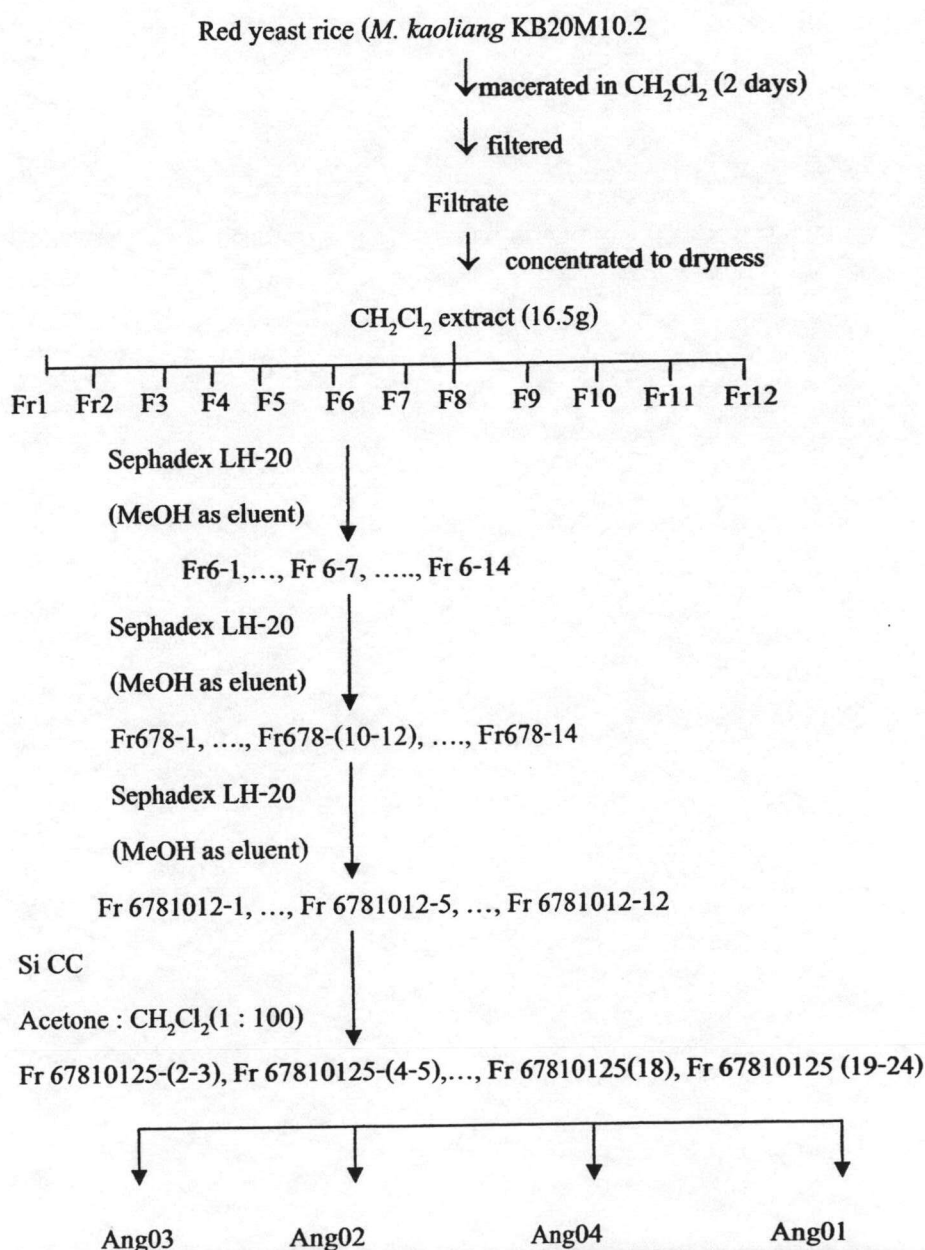 Red yeast rice (M. kaoliang KB20M10.2
macerated in CH₂Cl₂ (2 days)
filtered
Filtrate
concentrated to dryness
CH₂Cl₂ extract (16.5g)
Fr1 Fr2 F3 F4 F5 F6 F7 F8 F9 F10 Fr11 Fr12
Sephadex LH-20
(MeOH as eluent)
Fr6-1,…, Fr 6-7, ….., Fr 6-14
Sephadex LH-20
(MeOH as eluent)
Fr678-1, …., Fr678-(10-12), …., Fr678-14
Sephadex LH-20
(MeOH as eluent)
Fr 6781012-1, …, Fr 6781012-5, …, Fr 6781012-12
Si CC
Acetone : CH₂Cl₂(1 : 100)
Fr 67810125-(2-3), Fr 67810125-(4-5),…, Fr 67810125(18), Fr 67810125 (19-24)
Ang03 Ang02 Ang04 Ang01